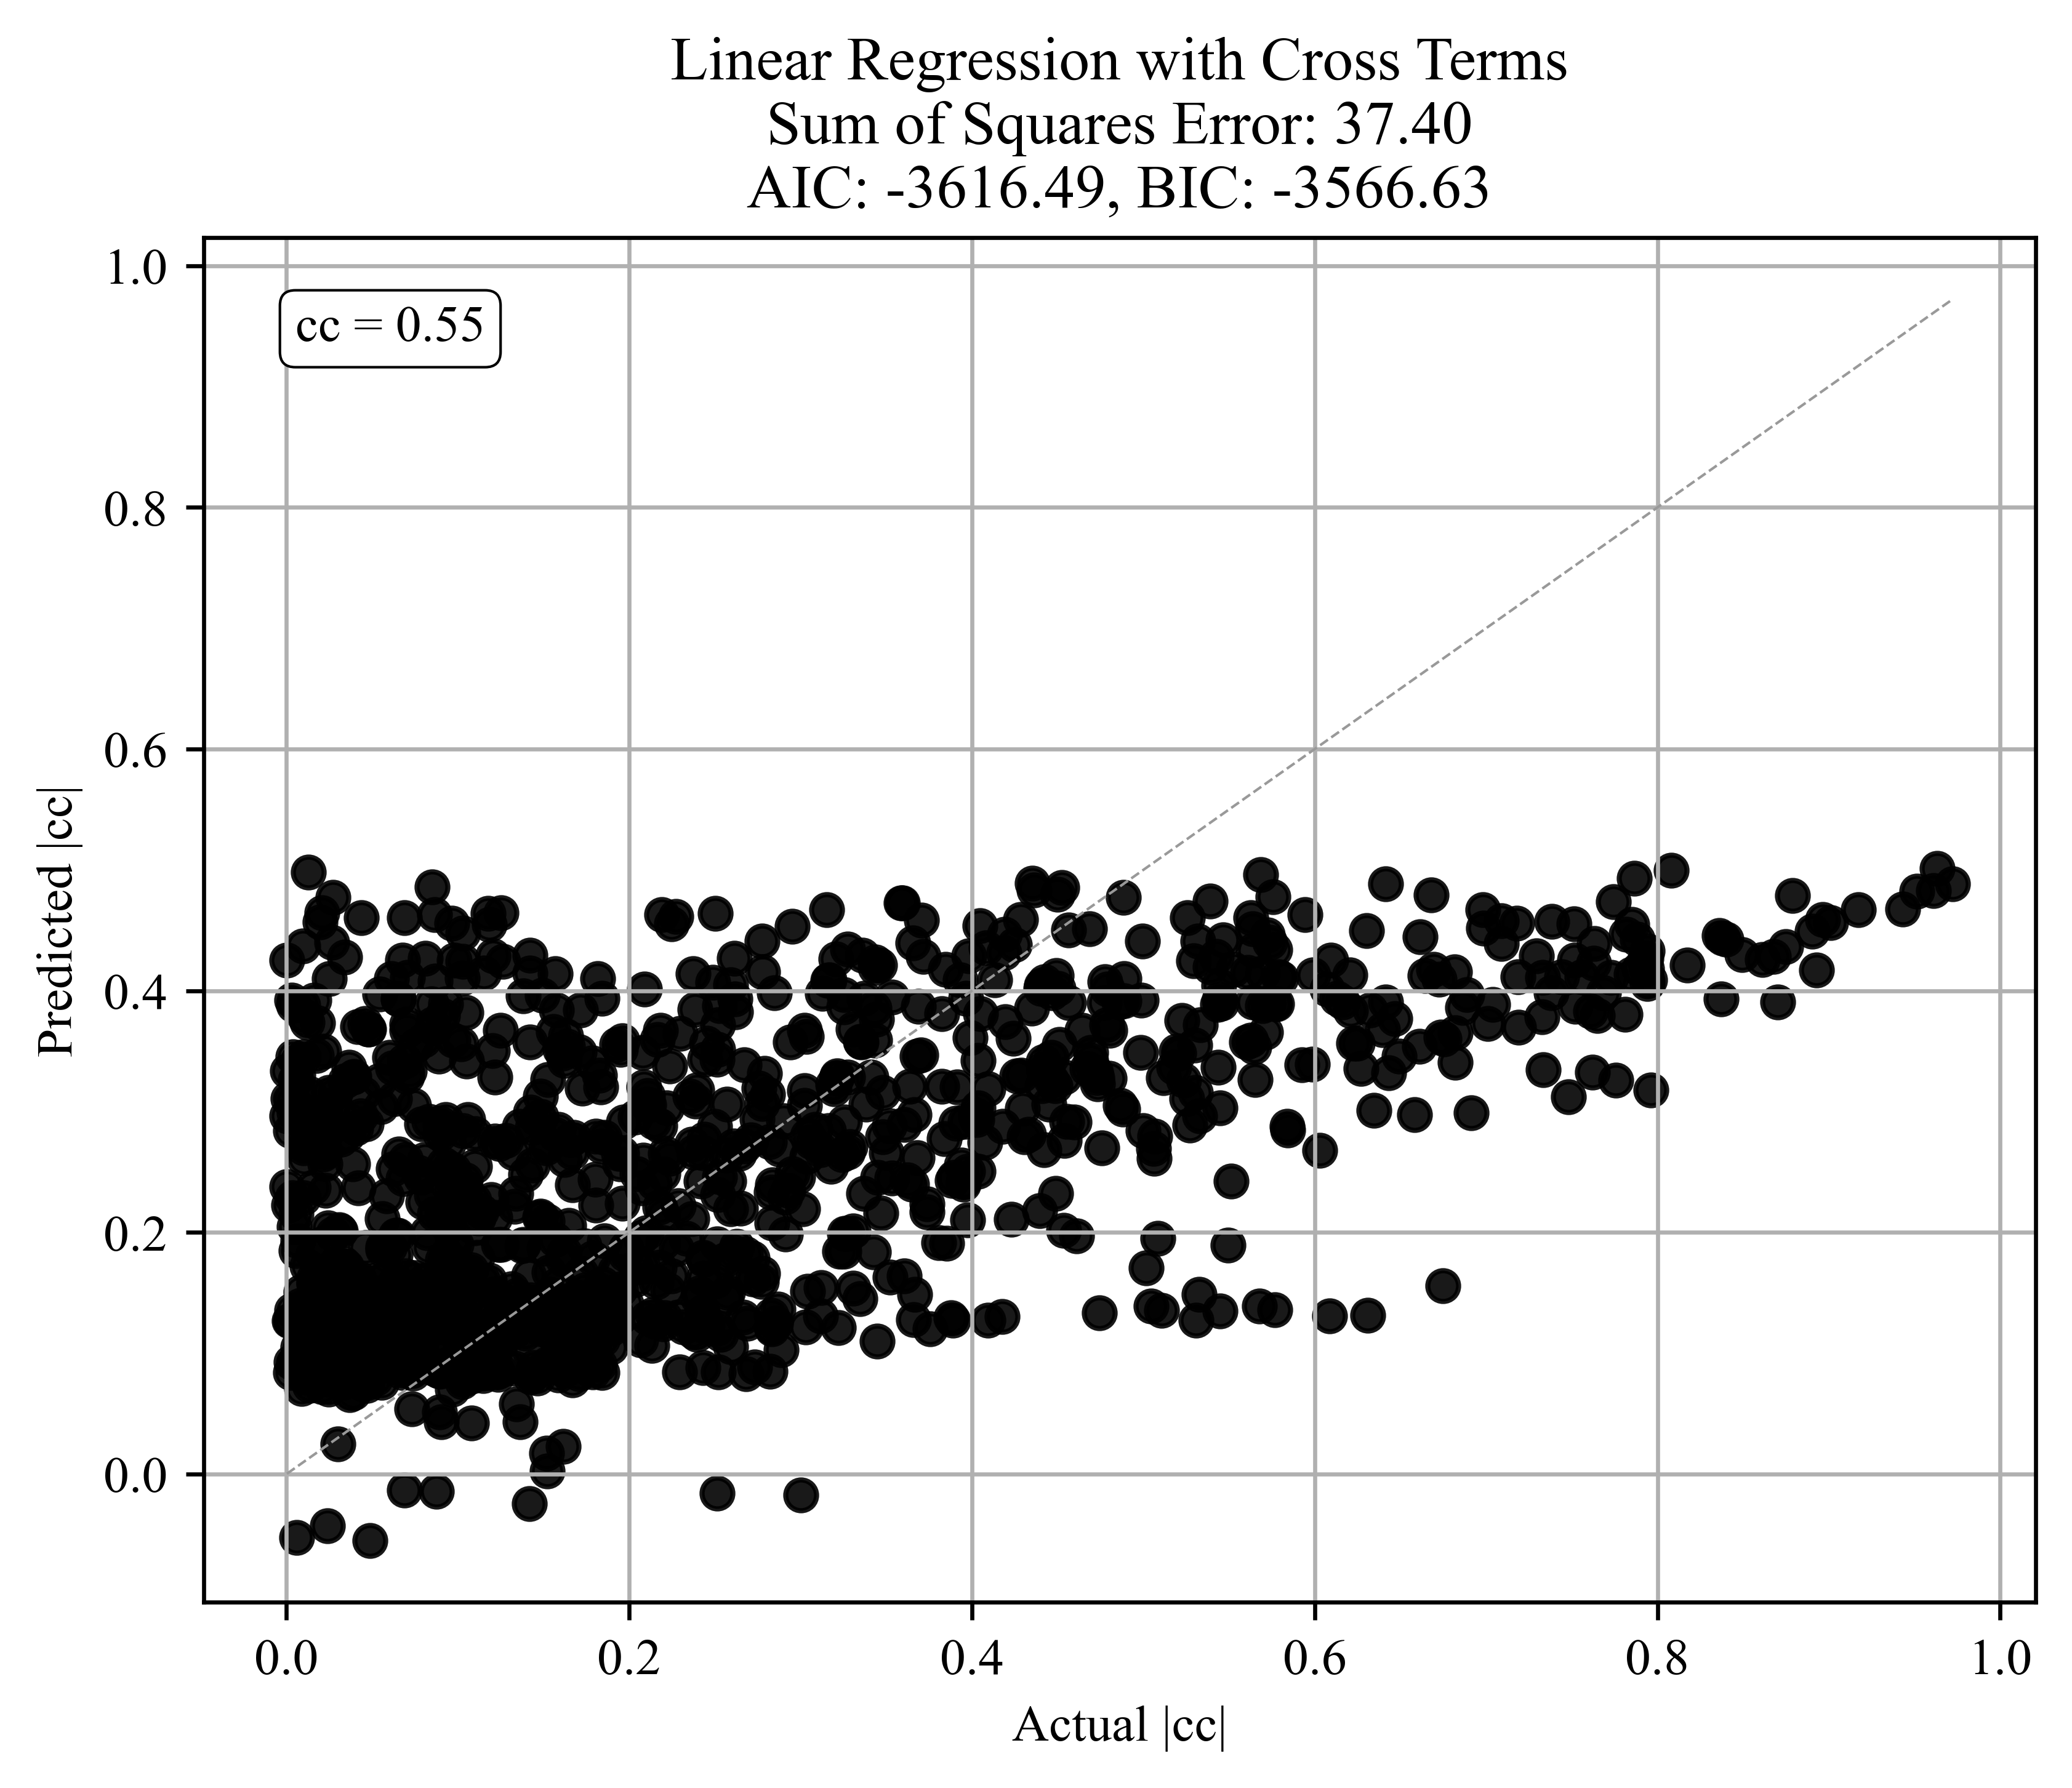 Linear Regression with Cross Terms
Sum of Squares Error: 37.40
AIC: -3616.49, BIC: -3566.63
1.0
cc = 0.55
0.8
0.6
Predicted |cc|
0.4
0.2
0.0
0.0 0.2 0.4 0.6 0.8 1.0
Actual |cc|